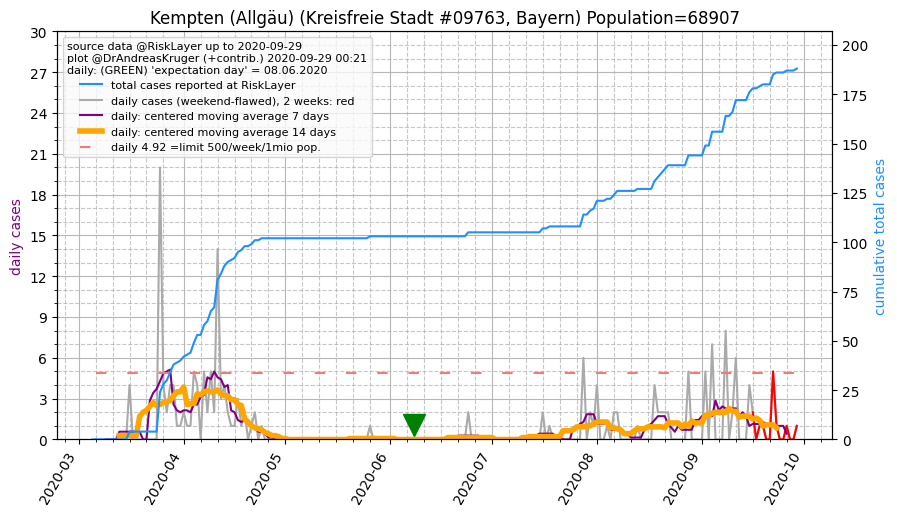 Kempten (Allgäu) (Kreisfreie Stadt #09763, Bayern) Population=68907
source data @RiskLayer up to 2020-09-29
plot @DrAndreasKruger (+contrib.) 2020-09-29 00:21
daily: (GREEN) 'expectation day' = 08.06.2020
total cases reported at RiskLayer
daily cases (weekend-flawed), 2 weeks: red
daily: centered moving average 7 days
daily: centered moving average 14 days
daily 4.92 =limit 500/week/1mio pop.
daily cases
30
27
24
21
18
15
12
9
6
3
0
200
175
150
125
100
75
50
25
0
cumulative total cases
2020-03
2020-04
2020-05
2020-06
2020-07
2020-08
2020-09
2020-10